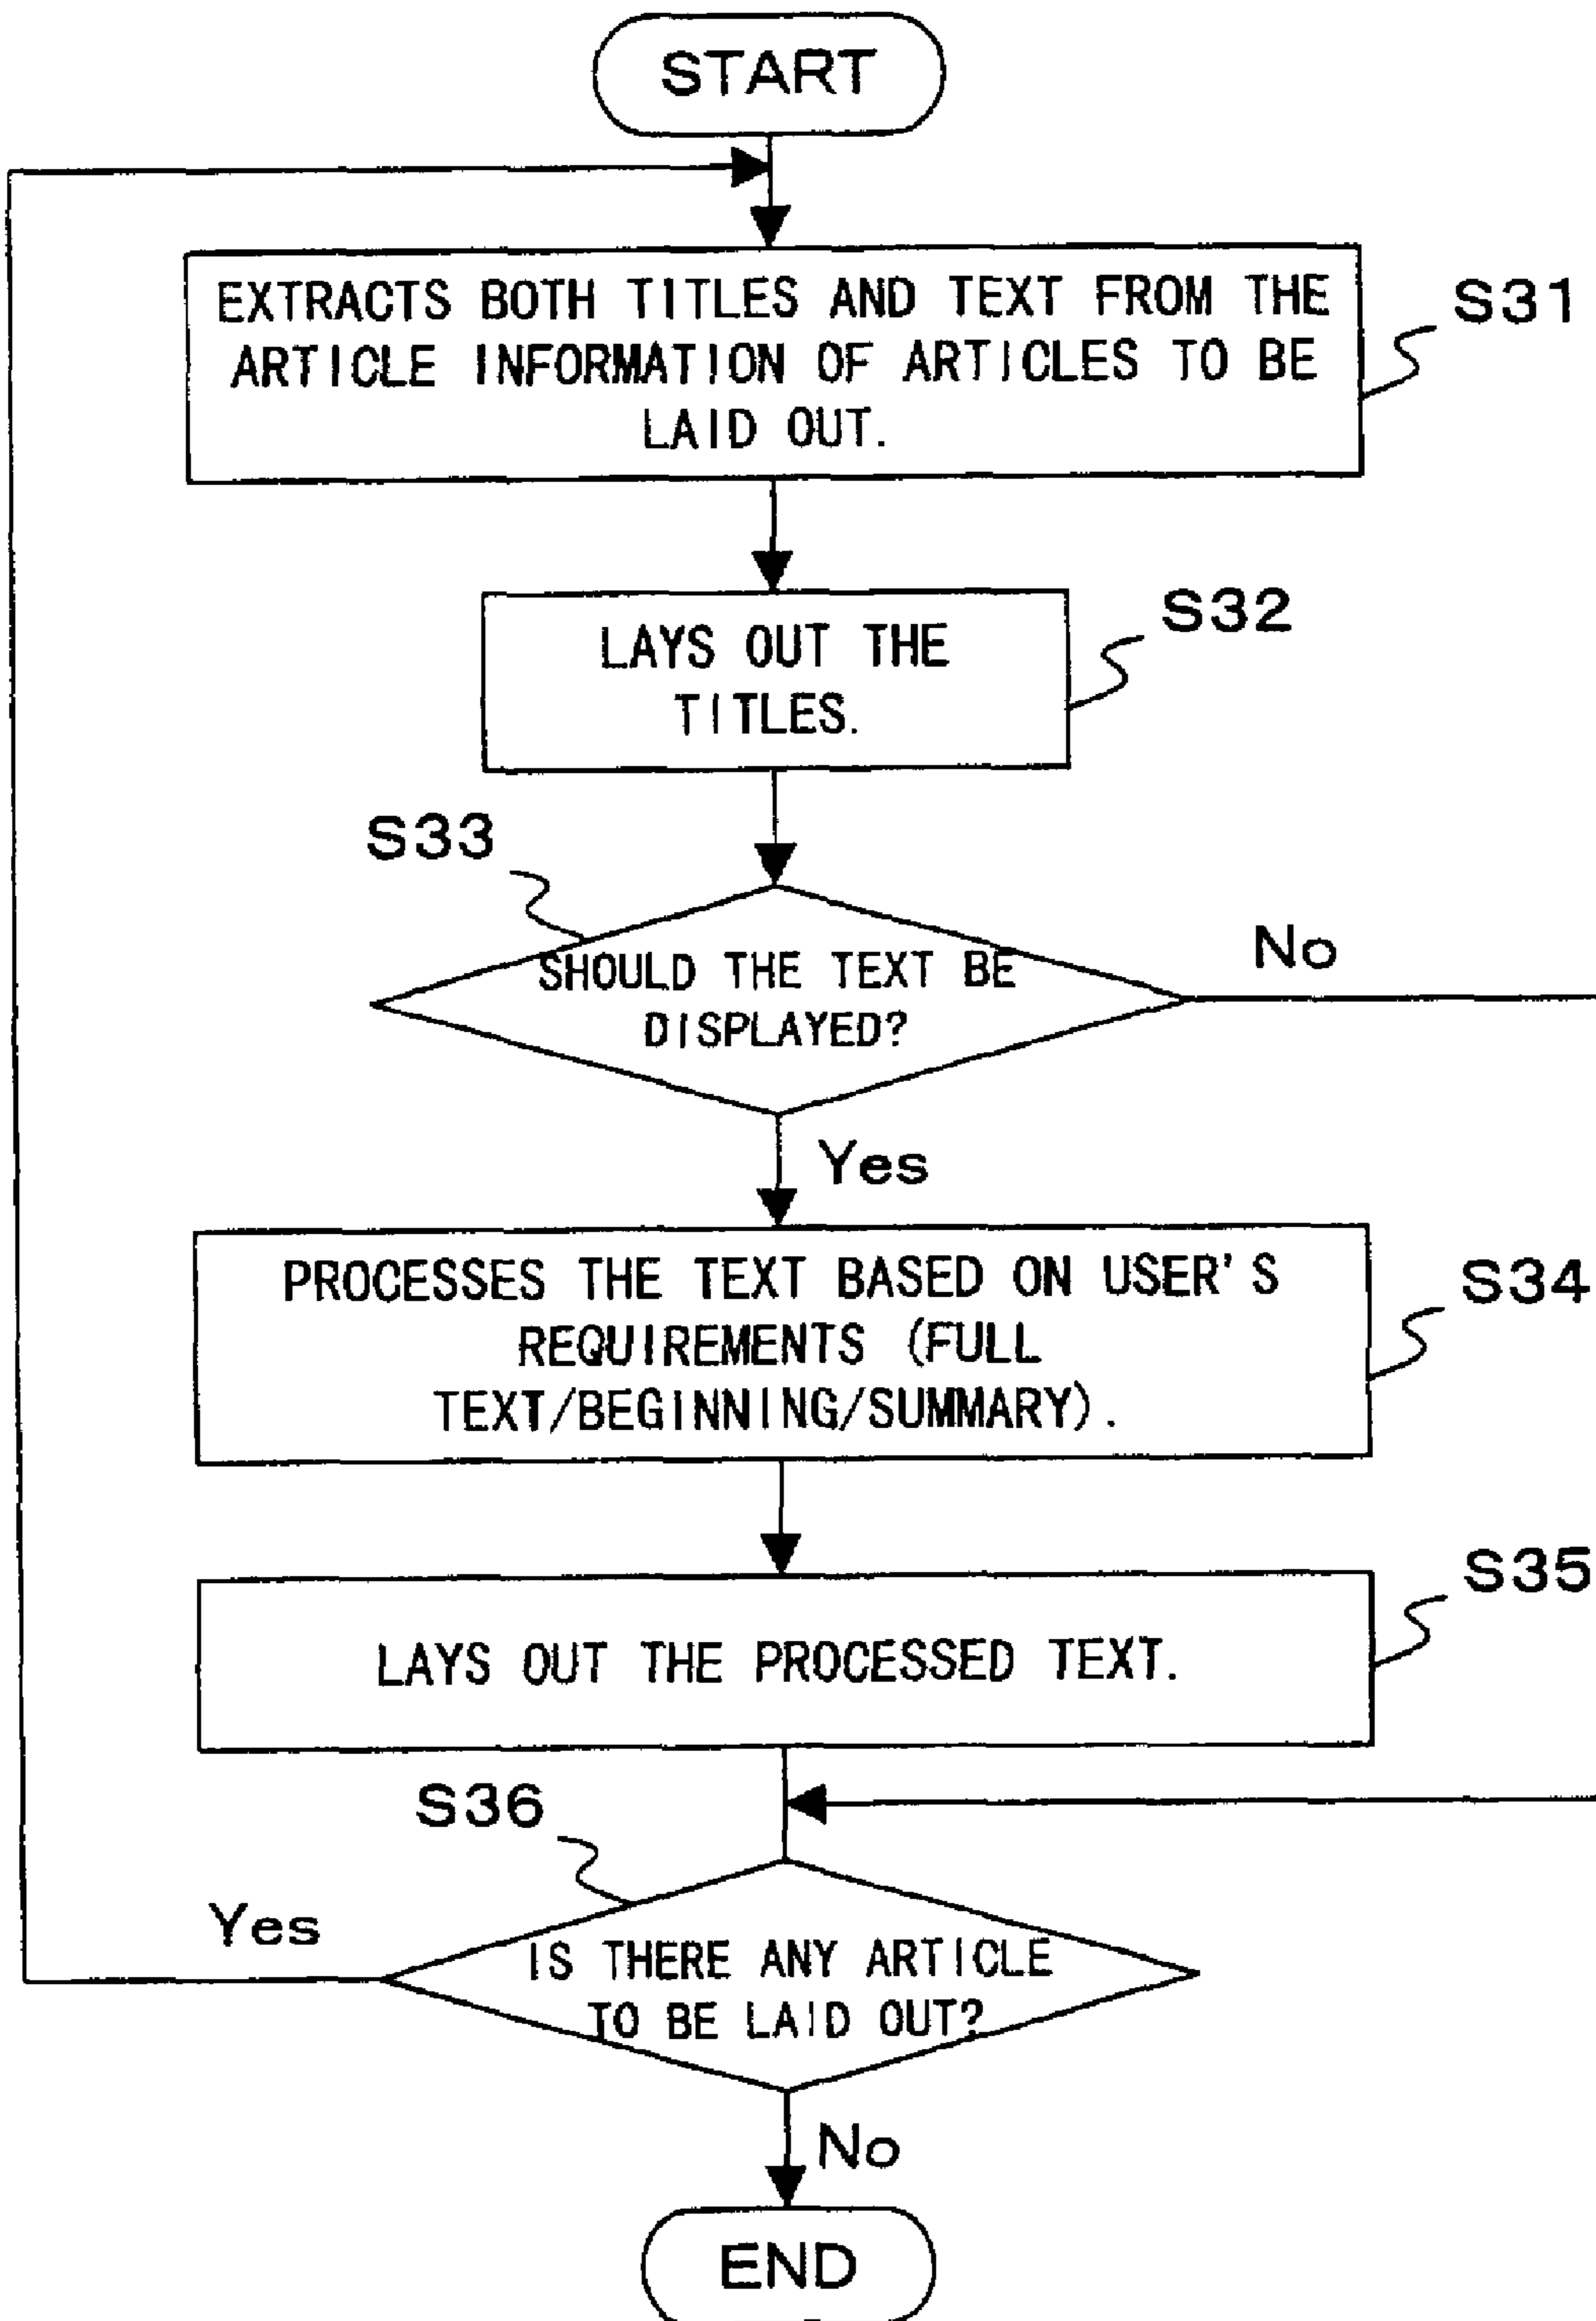 START
EXTRACTS BOTH TITLES AND TEXT FROM THE
ARTICLE INFORMATION OF ARTICLES TO BE
LAID OUT.
S31
LAYS OUT THE
TITLES.
S32
S33
SHOULD THE TEXT BE
DISPLAYED?
No
Yes
PROCESSES THE TEXT BASED ON USER'S
REQUIREMENTS (FULL
TEXT/BEGINNING/SUMMARY).
S34
LAYS OUT THE PROCESSED TEXT.
S35
S36
IS THERE ANY ARTICLE
TO BE LAID OUT?
Yes
No
END